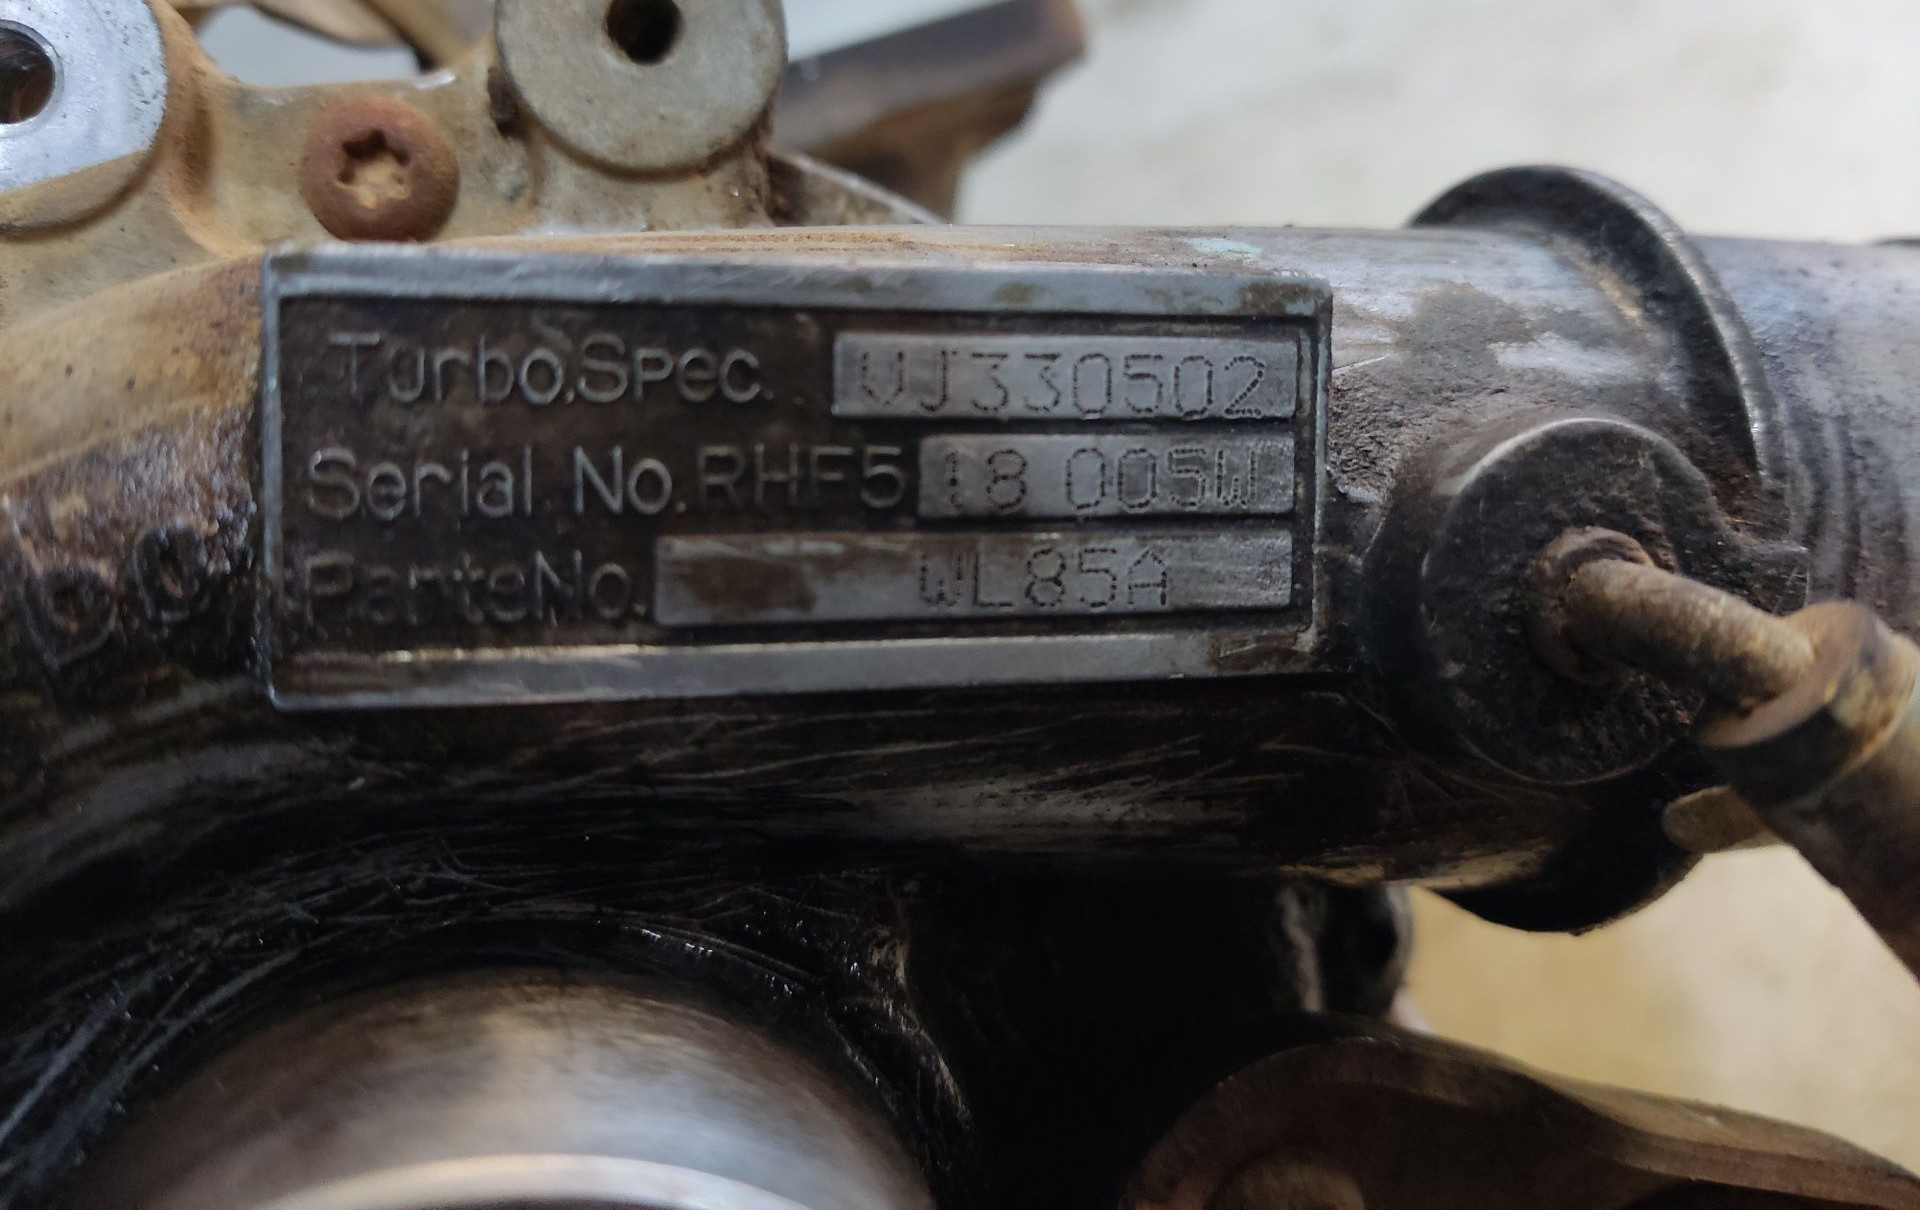 Turbo.Spec. VJ330502
Serial No. RHF5 18 005W
PartsNo. WL85A